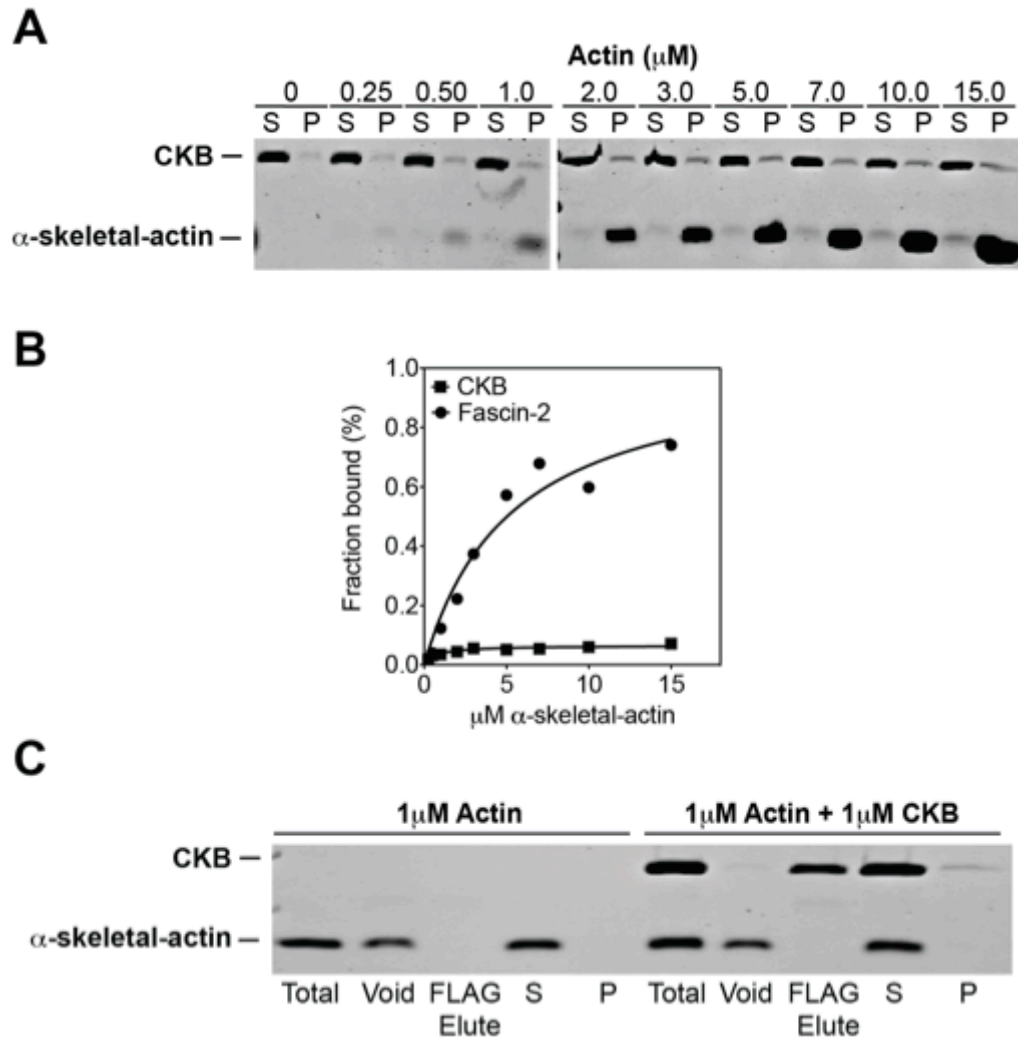 A
Actin (μM)
0 0.25 0.50 1.0 2.0 3.0 5.0 7.0 10.0 15.0
S P S P S P S P S P S P S P S P S P S P
CKB
α-skeletal-actin
B
1.0
0.8
0.6
0.4
0.2
0.0
Fraction bound (%)
CKB
Fascin-2
0 5 10 15
μM α-skeletal-actin
C
1μM Actin 1μM Actin + 1μM CKB
CKB
α-skeletal-actin
Total Void FLAG S P Total Void FLAG S P
Elute Elute